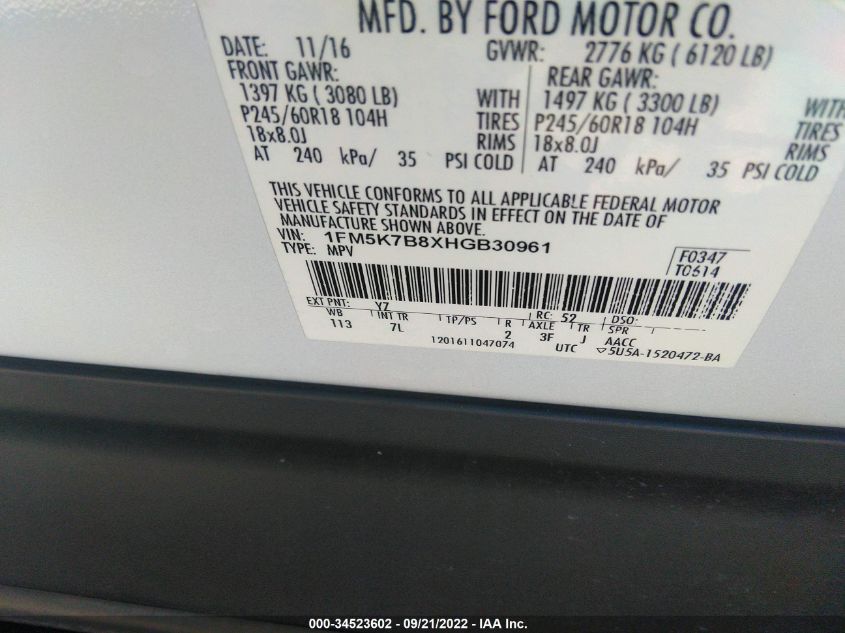 MFD. BY FORD MOTOR CO.
DATE: 11/16 GVWR: 2776 KG ( 6120 LB)
FRONT GAWR: REAR GAWR:
1397 KG ( 3080 LB) WITH 1497 KG ( 3300 LB) WITH
P245/60R18 104H TIRES P245/60R18 104H TIRES
18x8.0J RIMS 18x8.0J RIMS
AT 240 kPa/ 35 PSI COLD AT 240 kPa/ 35 PSI COLD
THIS VEHICLE CONFORMS TO ALL APPLICABLE FEDERAL MOTOR
VEHICLE SAFETY STANDARDS IN EFFECT ON THE DATE OF
MANUFACTURE SHOWN ABOVE.
VIN: 1FM5K7B8XHGB30961
TYPE: MPV
F0347
T0614
EXT PNT: YZ RC: 52 DSO:
WB INT TR TP/PS R AXLE TR SPR
113 7L 2 3F J AACC
1201611047074 UTC 5U5A-1520472-BA
000-34523602 - 09/21/2022 - IAA Inc.